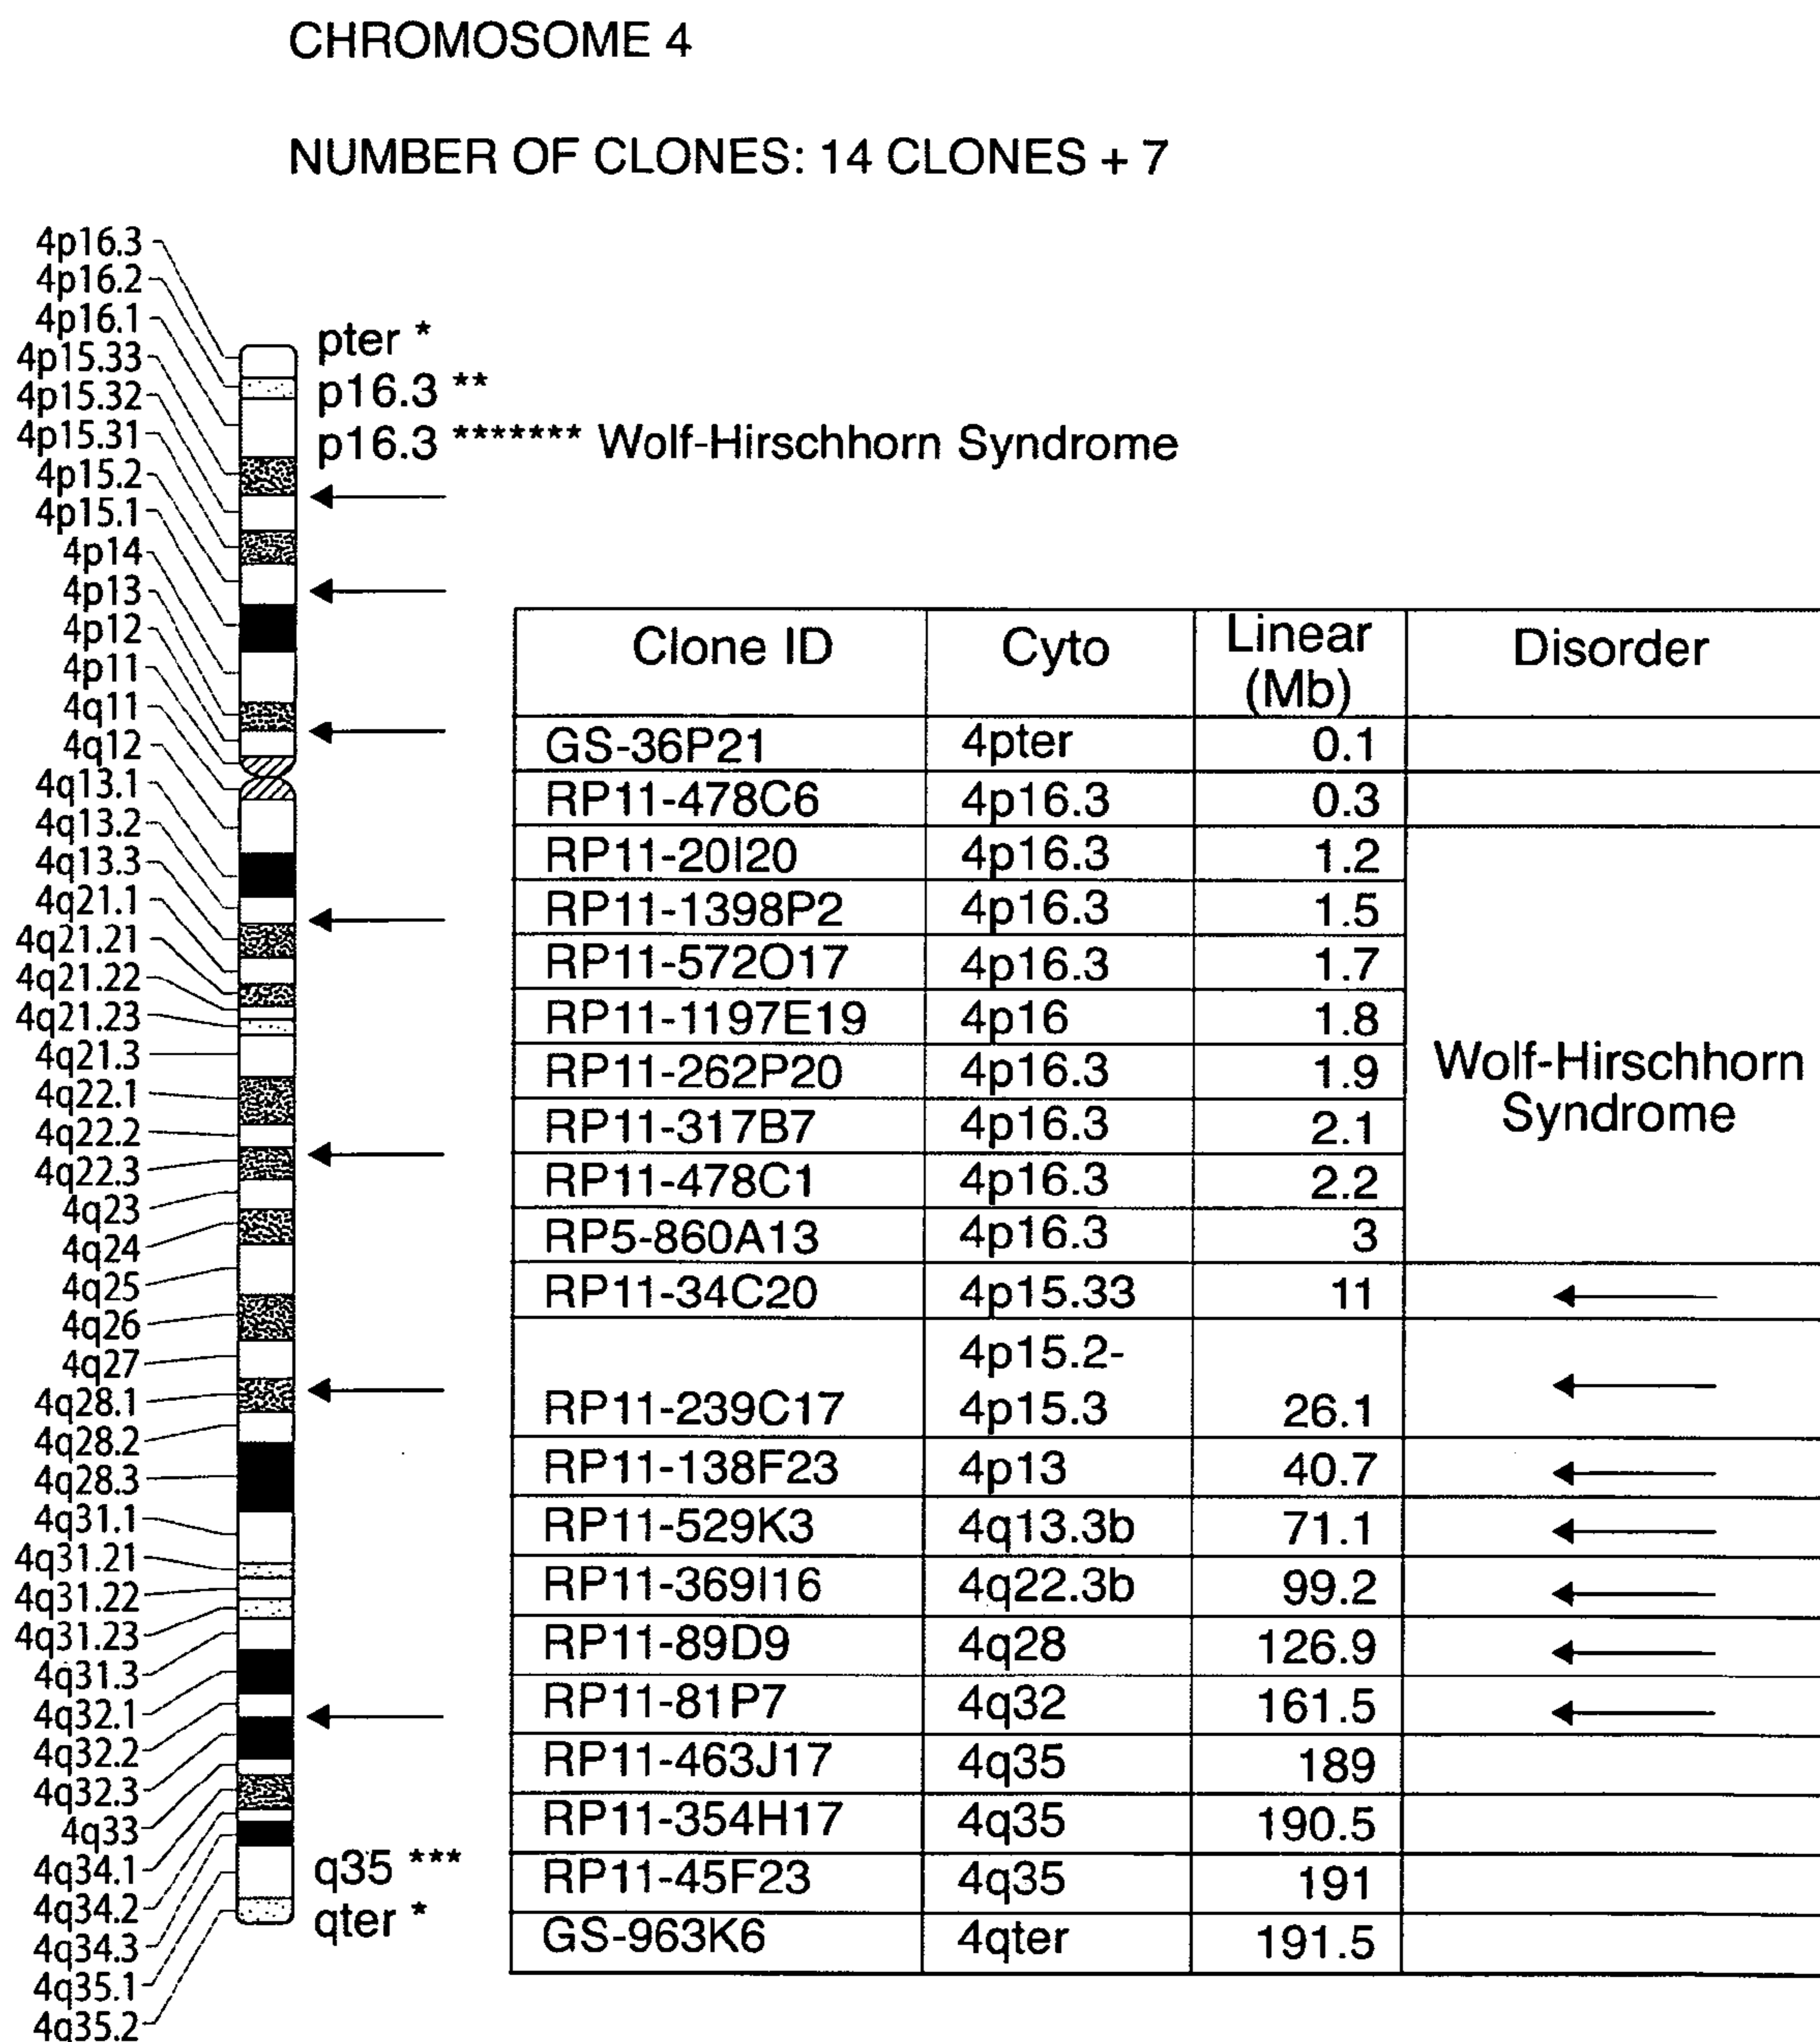 CHROMOSOME 4
NUMBER OF CLONES: 14 CLONES + 7
4p16.3
4p16.2
4p16.1
4p15.33
4p15.32
4p15.31
4p15.2
4p15.1
4p14
4p13
4p12
4p11
4q11
4q12
4q13.1
4q13.2
4q13.3
4q21.1
4q21.21
4q21.22
4q21.23
4q21.3
4q22.1
4q22.2
4q22.3
4q23
4q24
4q25
4q26
4q27
4q28.1
4q28.2
4q28.3
4q31.1
4q31.21
4q31.22
4q31.23
4q31.3
4q32.1
4q32.2
4q32.3
4q33
4q34.1
4q34.2
4q34.3
4q35.1
4q35.2
pter *
p16.3 **
p16.3 ******* Wolf-Hirschhorn Syndrome
q35 ***
qter *
Clone ID Cyto Linear (Mb) Disorder
GS-36P21 4pter 0.1
RP11-478C6 4p16.3 0.3
RP11-20I20 4p16.3 1.2
RP11-1398P2 4p16.3 1.5
RP11-572O17 4p16.3 1.7
RP11-1197E19 4p16 1.8
RP11-262P20 4p16.3 1.9
RP11-317B7 4p16.3 2.1
RP11-478C1 4p16.3 2.2
RP5-860A13 4p16.3 3
Wolf-Hirschhorn
Syndrome
RP11-34C20 4p15.33 11
4p15.2-
RP11-239C17 4p15.3 26.1
RP11-138F23 4p13 40.7
RP11-529K3 4q13.3b 71.1
RP11-369I16 4q22.3b 99.2
RP11-89D9 4q28 126.9
RP11-81P7 4q32 161.5
RP11-463J17 4q35 189
RP11-354H17 4q35 190.5
RP11-45F23 4q35 191
GS-963K6 4qter 191.5